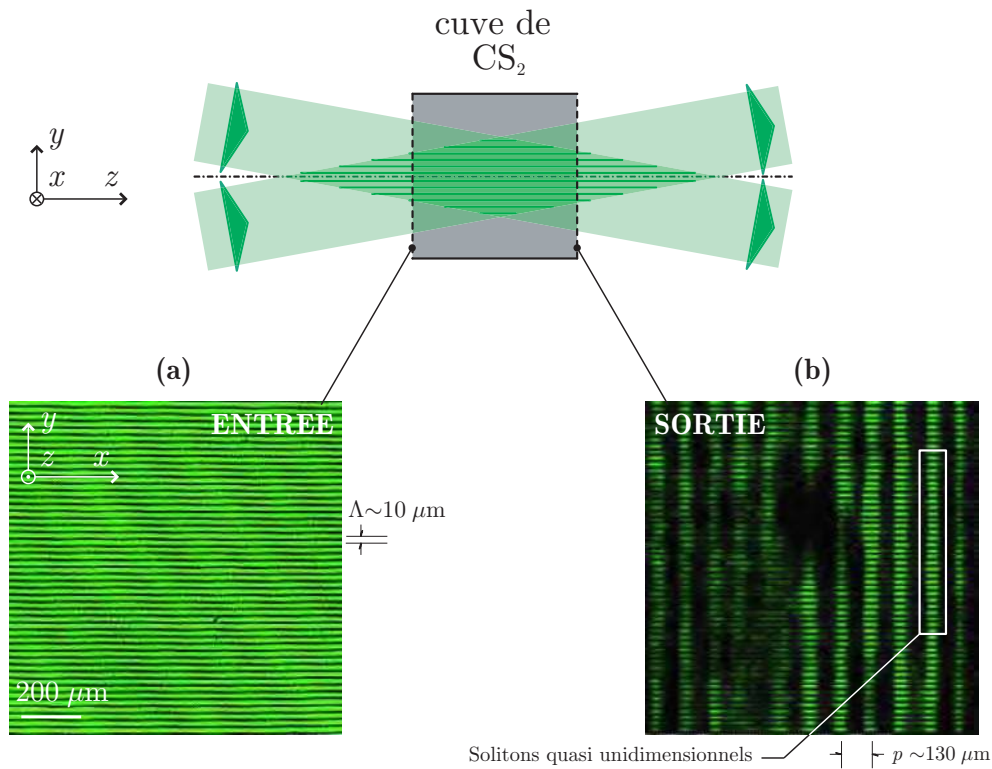 cuve de
CS₂
y
x z
(a)
(b)
ENTREE
y
z x
200 μm
Λ~10 μm
SORTIE
Solitons quasi unidimensionnels
p ~130 μm